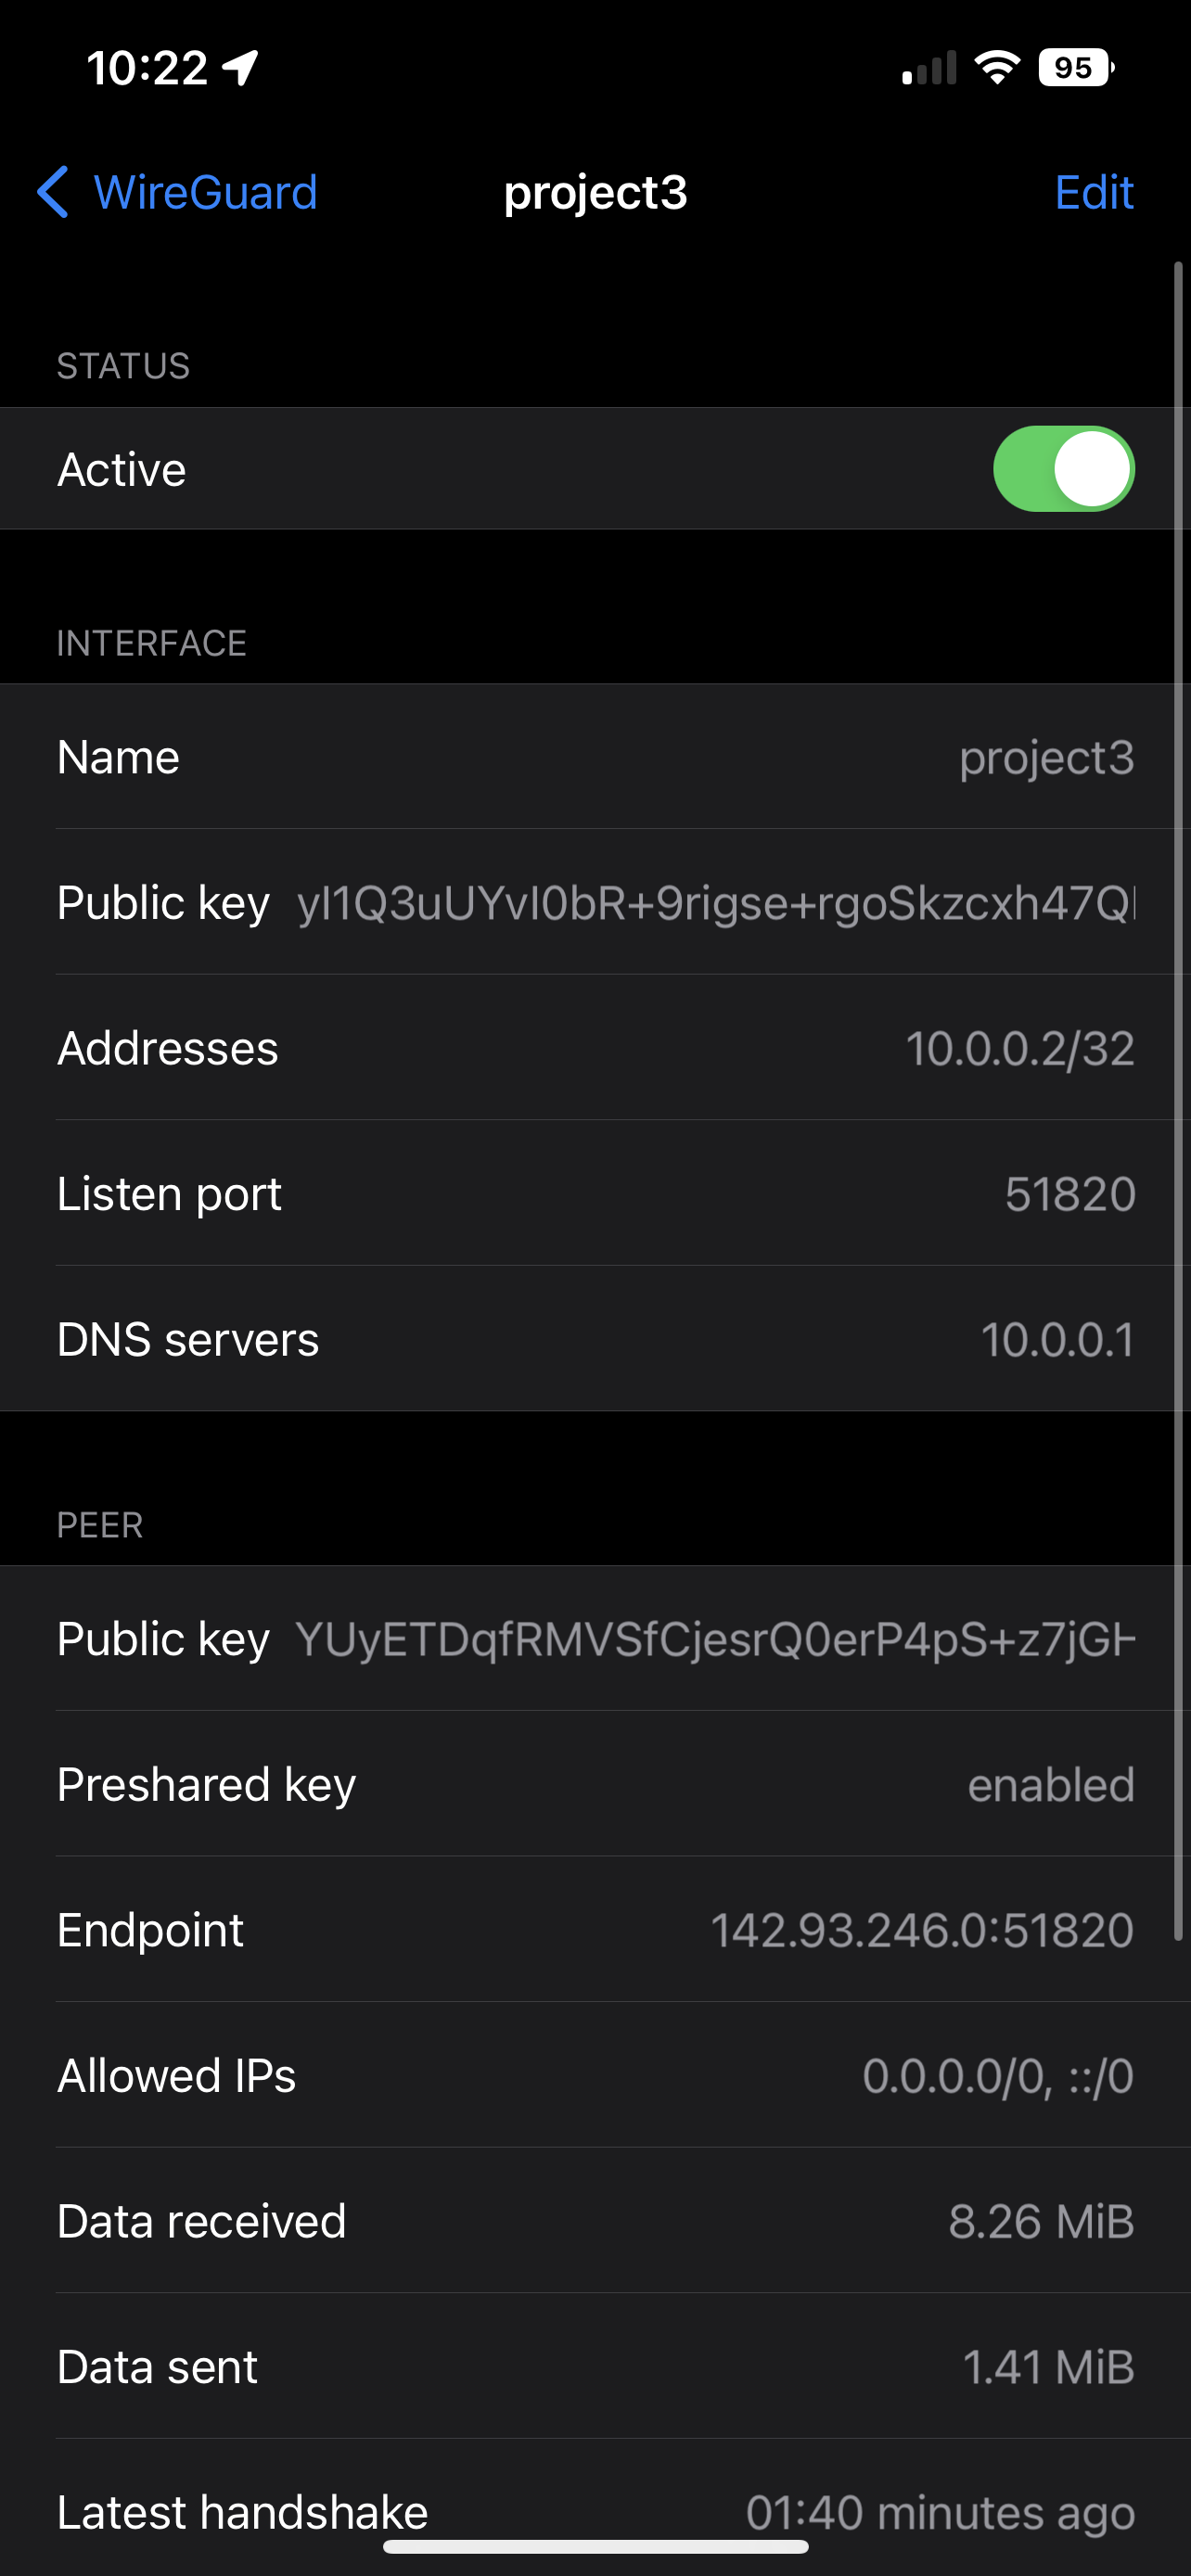 10:22
95
WireGuard project3 Edit
STATUS
Active
INTERFACE
Name project3
Public key yI1Q3uUYvI0bR+9rigse+rgoSkzcxh47Q
Addresses 10.0.0.2/32
Listen port 51820
DNS servers 10.0.0.1
PEER
Public key YUyETDqfRMVSfCjesrQ0erP4pS+z7jG
Preshared key enabled
Endpoint 142.93.246.0:51820
Allowed IPs 0.0.0.0/0, ::/0
Data received 8.26 MiB
Data sent 1.41 MiB
Latest handshake 01:40 minutes ago